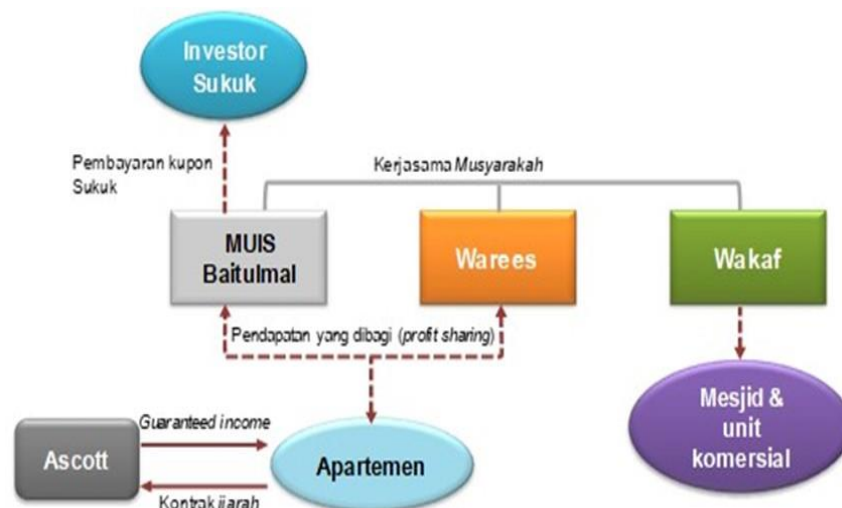 Investor
Sukuk
Pembayaran kupon
Sukuk
Kerjasama Musyarakah
MUIS
Baitulmal
Warees
Wakaf
Pendapatan yang dibagi (profit sharing)
Mesjid &
unit
komersial
Guaranteed income
Ascott
Apartemen
Kontrak ijarah